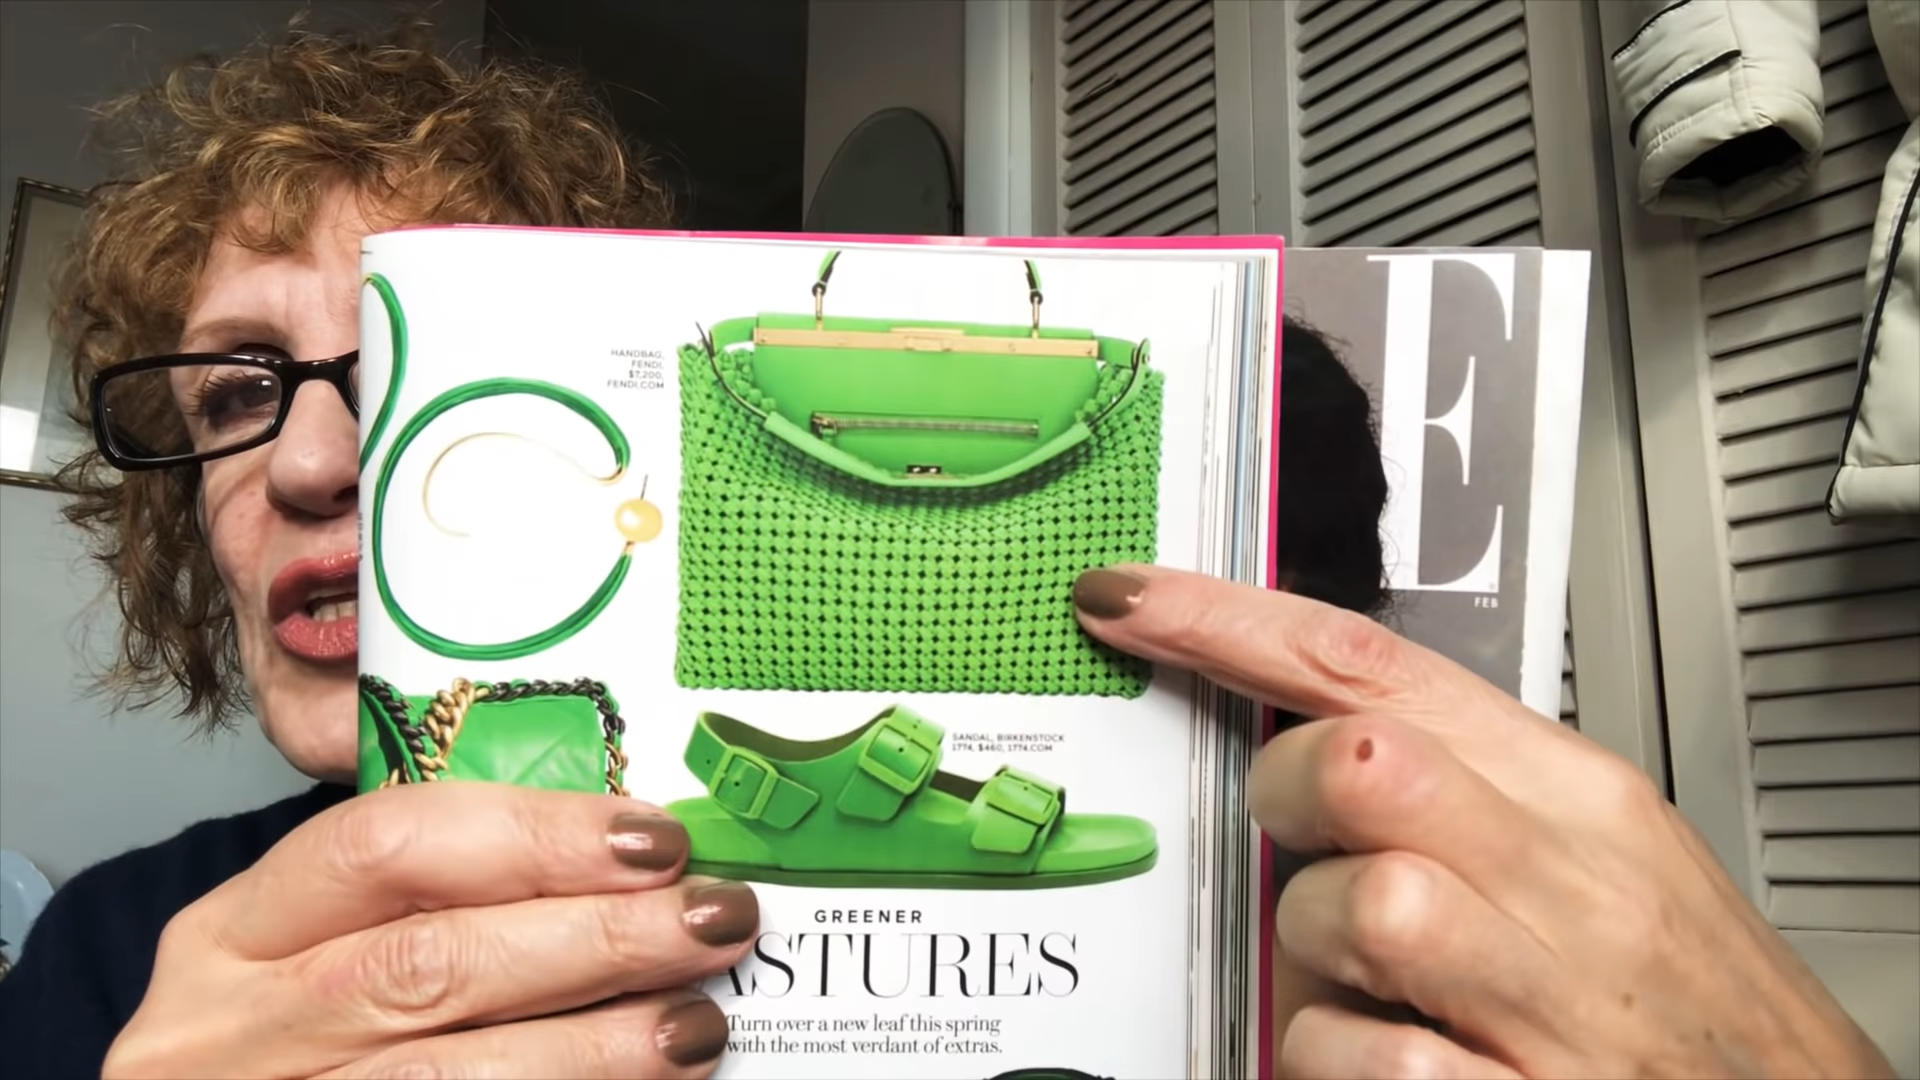 HANDBAG,
FENDI,
$7,200,
FENDI.COM
SANDAL, BIRKENSTOCK
1774, $460, 1774.COM
GREENER
ASTURES
Turn over a new leaf this spring
with the most verdant of extras.
E
FEB